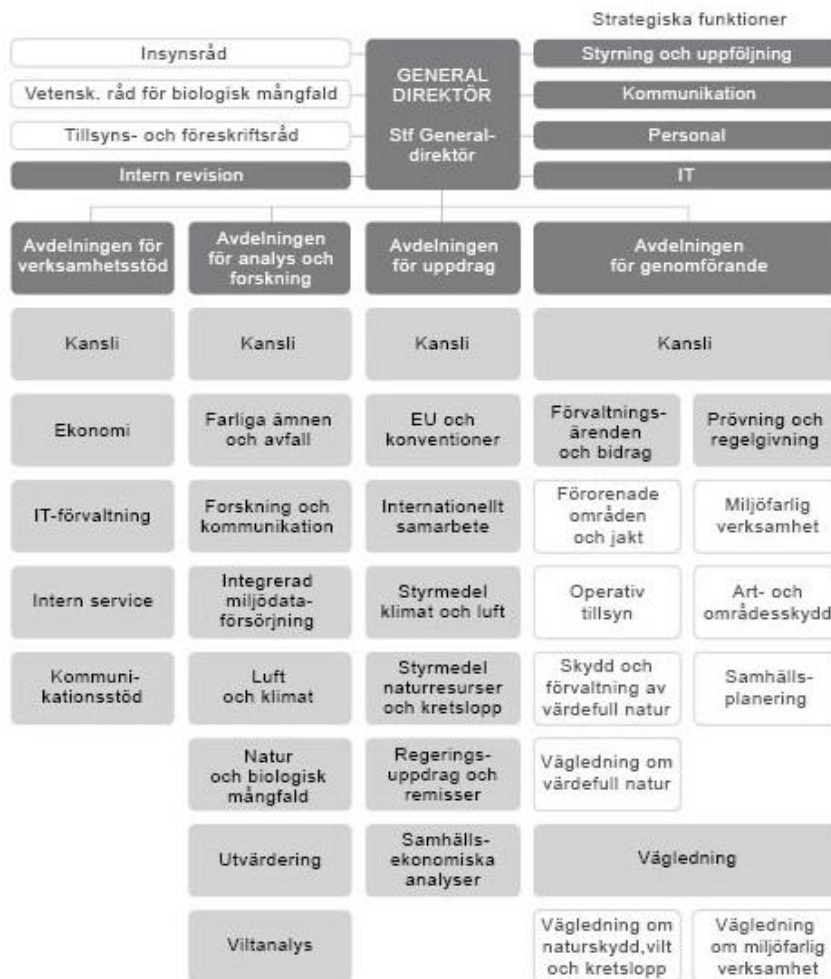 Strategiska funktioner
Insynsråd
Vetensk. råd för biologisk mångfald
Tillsyns- och föreskriftsråd
Intern revision
GENERAL
DIREKTÖR
Stf General-
direktör
Styrning och uppföljning
Kommunikation
Personal
IT
Avdelningen för
verksamhetsstöd
Kansli
Ekonomi
IT-förvaltning
Intern service
Kommuni-
kationsstöd
Avdelningen
för analys och
forskning
Kansli
Farliga ämnen
och avfall
Forskning och
kommunikation
Integrerad
miljödata-
försörjning
Luft
och klimat
Natur
och biologisk
mångfald
Utvärdering
Viltanalys
Avdelningen
för uppdrag
Kansli
EU och
konventioner
Internationellt
samarbete
Styrmedel
klimat och luft
Styrmedel
naturresurser
och kretslopp
Regerings-
uppdrag och
remisser
Samhälls-
ekonomiska
analyser
Avdelningen
för genomförande
Kansli
Förvaltnings-
ärenden
och bidrag
Förorenade
områden
och jakt
Operativ
tillsyn
Skydd och
förvaltning av
värdefull natur
Vägledning om
värdefull natur
Prövning och
regelgivning
Miljöfarlig
verksamhet
Art- och
områdesskydd
Samhälls-
planering
Vägledning
Vägledning om
naturskydd,vilt
och kretslopp
Vägledning
om miljöfarlig
verksamhet